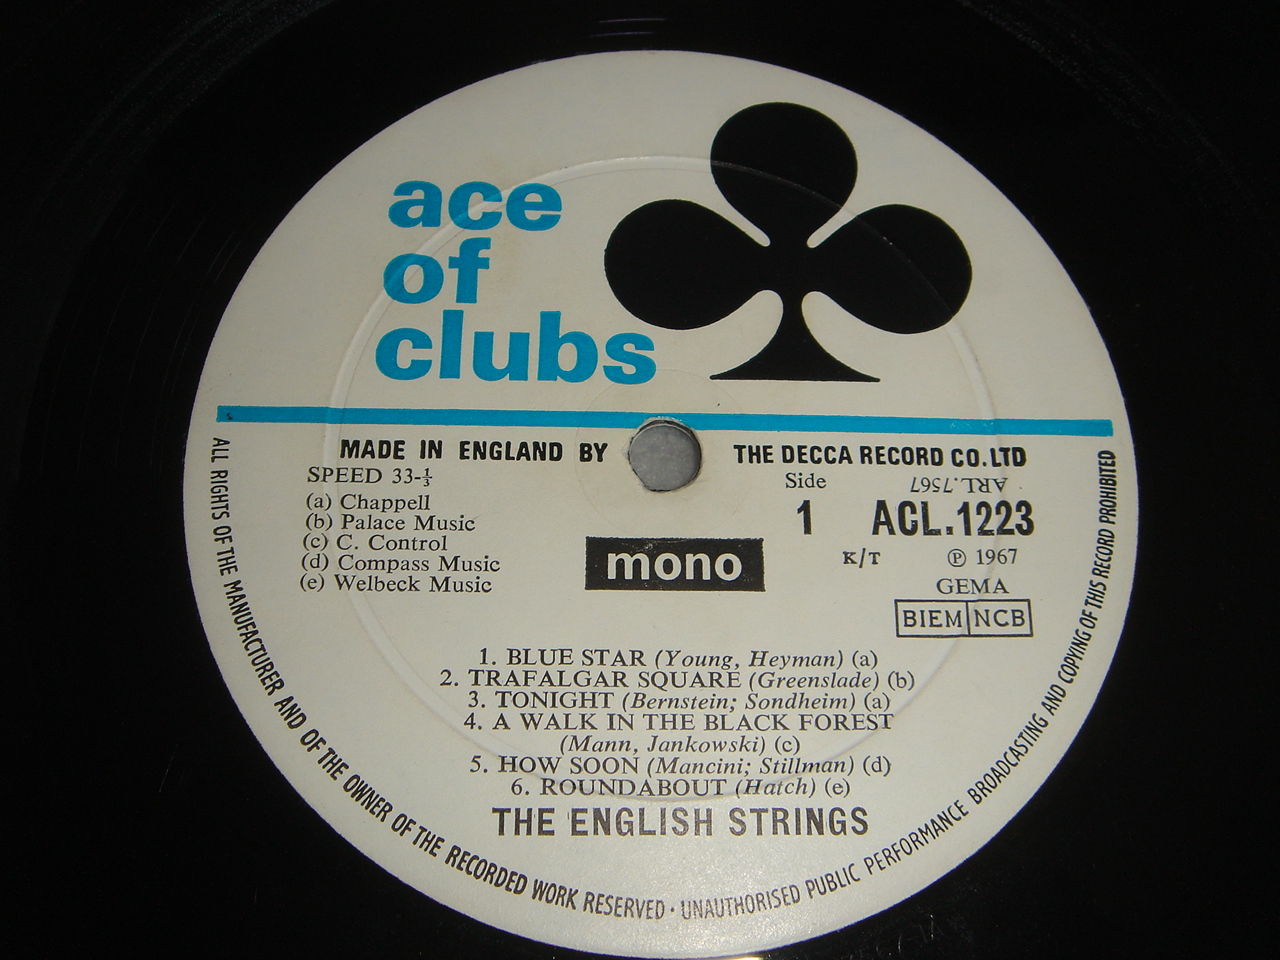 ace
of
clubs
MADE IN ENGLAND BY THE DECCA RECORD CO. LTD
SPEED 33-⅓
(a) Chappell
(b) Palace Music
(c) C. Control
(d) Compass Music
(e) Welbeck Music
mono
Side
1
ARL.7567
ACL.1223
K/T
℗ 1967
GEMA
BIEM NCB
1. BLUE STAR (Young, Heyman) (a)
2. TRAFALGAR SQUARE (Greenslade) (b)
3. TONIGHT (Bernstein; Sondheim) (a)
4. A WALK IN THE BLACK FOREST
(Mann, Jankowski) (c)
5. HOW SOON (Mancini; Stillman) (d)
6. ROUNDABOUT (Hatch) (e)
THE ENGLISH STRINGS
ALL RIGHTS OF THE MANUFACTURER AND OF THE OWNER OF THE RECORDED WORK RESERVED · UNAUTHORISED PUBLIC PERFORMANCE BROADCASTING AND COPYING OF THIS RECORD PROHIBITED